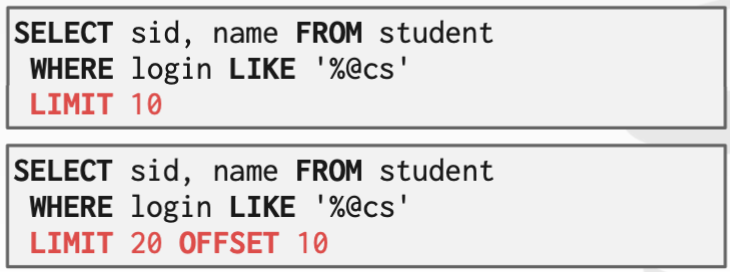 SELECT sid, name FROM student
WHERE login LIKE '%@cs'
LIMIT 10
SELECT sid, name FROM student
WHERE login LIKE '%@cs'
LIMIT 20 OFFSET 10